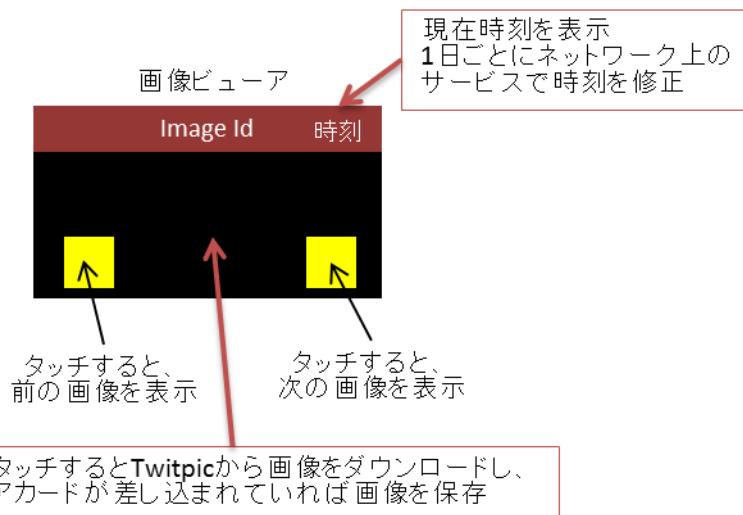 現在時刻を表示
1日ごとにネットワーク上の
サービスで時刻を修正
画像ビューア
Image Id 時刻
タッチすると、
前の画像を表示
タッチすると、
次の画像を表示
タッチするとTwitpicから画像をダウンロードし、
アカードが差し込まれていれば画像を保存